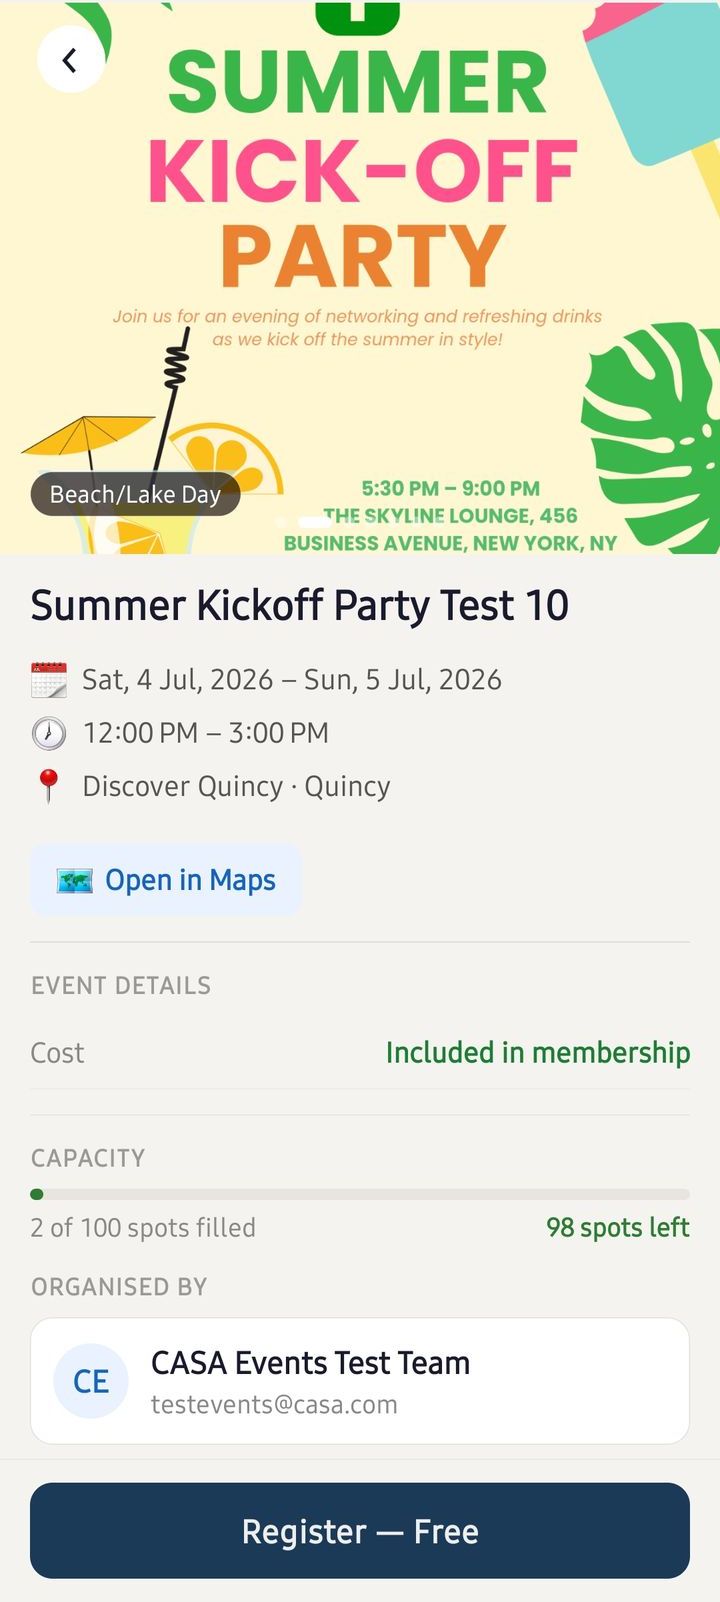 SUMMER
KICK-OFF
PARTY
Join us for an evening of networking and refreshing drinks
as we kick off the summer in style!
Beach/Lake Day
5:30 PM – 9:00 PM
THE SKYLINE LOUNGE, 456
BUSINESS AVENUE, NEW YORK, NY
Summer Kickoff Party Test 10
Sat, 4 Jul, 2026 – Sun, 5 Jul, 2026
12:00 PM – 3:00 PM
Discover Quincy · Quincy
Open in Maps
EVENT DETAILS
Cost Included in membership
CAPACITY
2 of 100 spots filled 98 spots left
ORGANISED BY
CE
CASA Events Test Team
testevents@casa.com
Register — Free